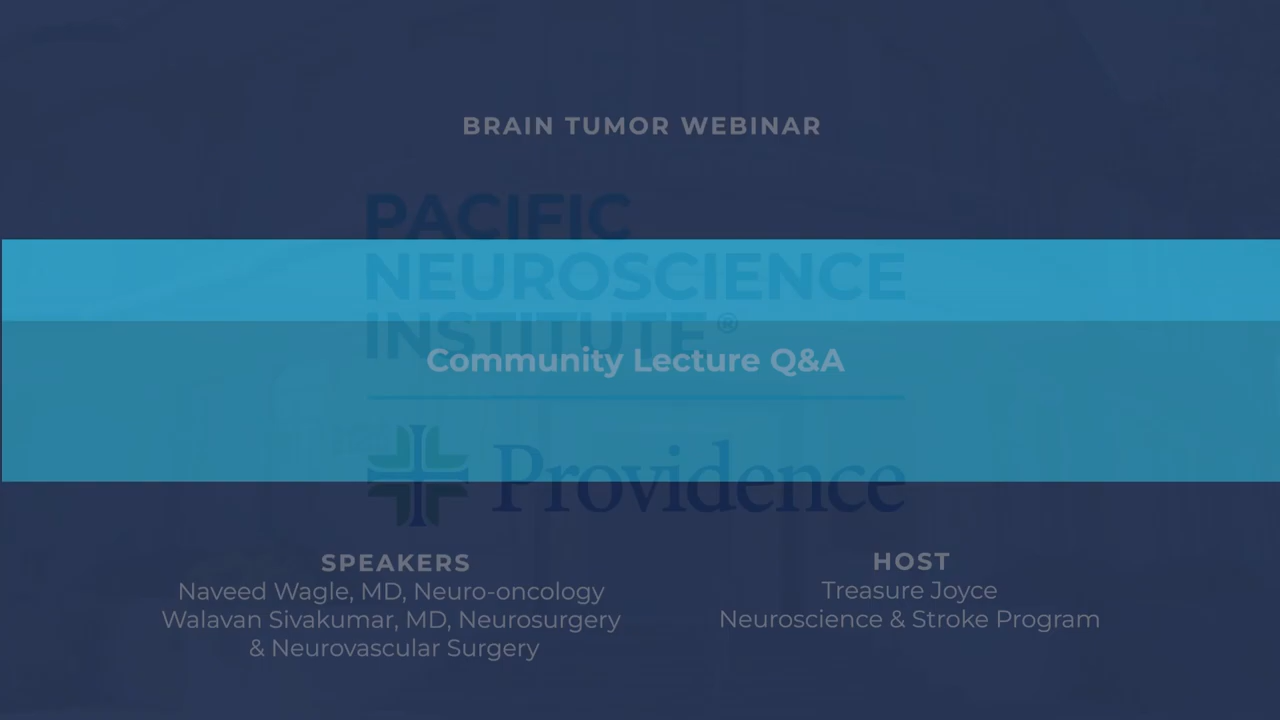 BRAIN TUMOR WEBINAR
PACIFIC
NEUROSCIENCE
INSTITUTE®
Community Lecture Q&A
Providence
SPEAKERS
Naveed Wagle, MD, Neuro-oncology
Walavan Sivakumar, MD, Neurosurgery
& Neurovascular Surgery
HOST
Treasure Joyce
Neuroscience & Stroke Program